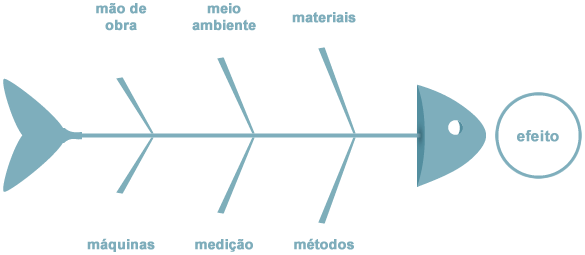 mão de
obra
meio
ambiente
materiais
efeito
máquinas
medição
métodos